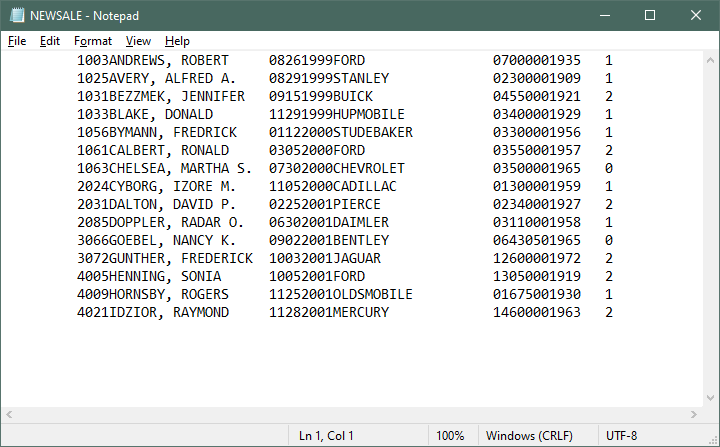 NEWSALE - Notepad
File Edit Format View Help
1003ANDREWS, ROBERT     08261999FORD                07000001935   1
1025AVERY, ALFRED A.    08291999STANLEY             02300001909   1
1031BEZZMEK, JENNIFER   09151999BUICK               04550001921   2
1033BLAKE, DONALD       11291999HUPMOBILE           03400001929   1
1056BYMANN, FREDRICK    01122000STUDEBAKER          03300001956   1
1061CALBERT, RONALD     03052000FORD                03550001957   2
1063CHELSEA, MARTHA S.  07302000CHEVROLET           03500001965   0
2024CYBORG, IZORE M.    11052000CADILLAC            01300001959   1
2031DALTON, DAVID P.    02252001PIERCE              02340001927   2
2085DOPPLER, RADAR O.   06302001DAIMLER             03110001958   1
3066GOEBEL, NANCY K.    09022001BENTLEY             06430501965   0
3072GUNTHER, FREDERICK  10032001JAGUAR              12600001972   2
4005HENNING, SONIA      10052001FORD                13050001919   2
4009HORNSBY, ROGERS     11252001OLDSMOBILE          01675001930   1
4021IDZIOR, RAYMOND     11282001MERCURY             14600001963   2
Ln 1, Col 1 100% Windows (CRLF) UTF-8